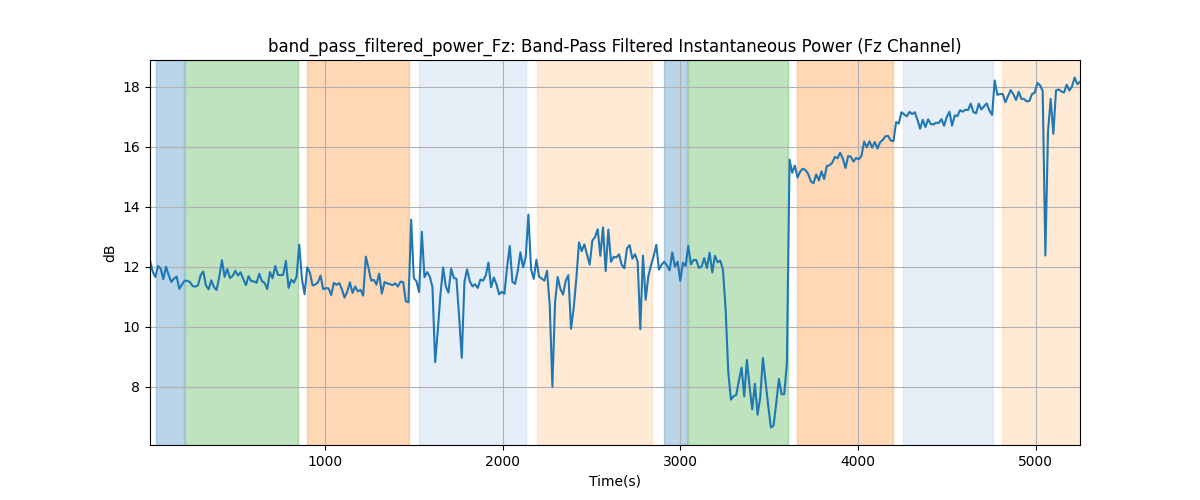 band_pass_filtered_power_Fz: Band-Pass Filtered Instantaneous Power (Fz Channel)
18
16
14
12
10
8
dB
1000 2000 3000 4000 5000
Time(s)